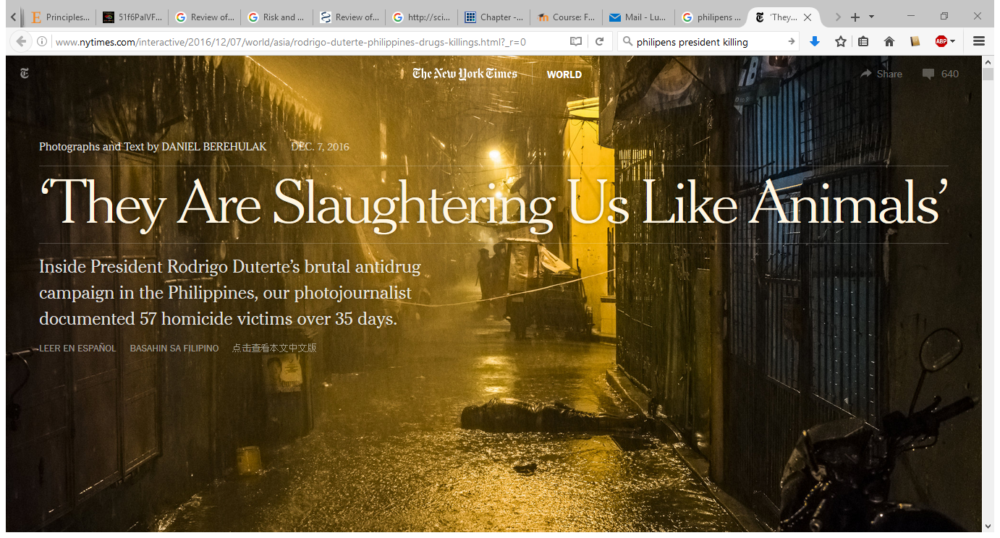 Principles...
51f6PalVF...
Review of...
Risk and ...
Review of...
http://sci...
Chapter -...
Course: F...
Mail - Lu...
philipens ...
'They...
www.nytimes.com/interactive/2016/12/07/world/asia/rodrigo-duterte-philippines-drugs-killings.html?_r=0
philipens president killing
ABP
The New York Times
WORLD
Share
640
Photographs and Text by DANIEL BEREHULAK
DEC. 7, 2016
‘They Are Slaughtering Us Like Animals’
Inside President Rodrigo Duterte’s brutal antidrug
campaign in the Philippines, our photojournalist
documented 57 homicide victims over 35 days.
LEER EN ESPAÑOL
BASAHIN SA FILIPINO
点击查看本文中文版